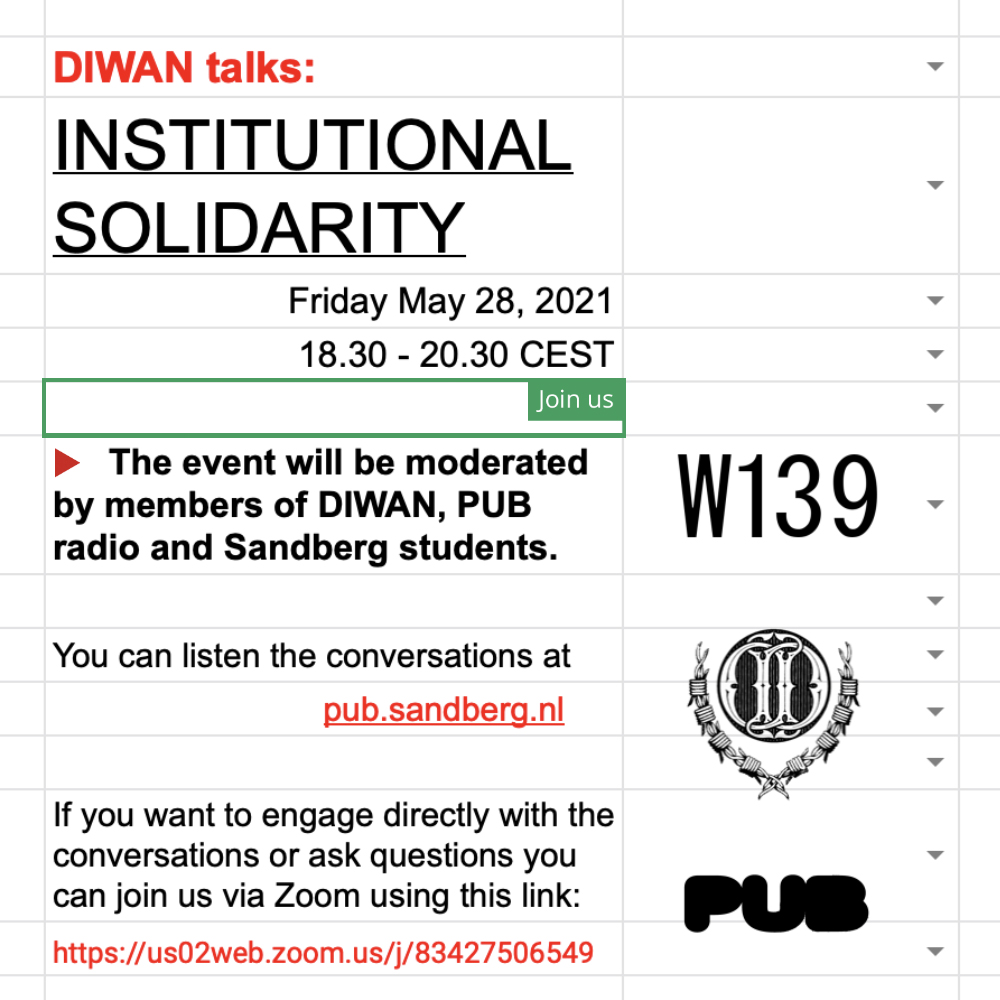 DIWAN talks:
INSTITUTIONAL
SOLIDARITY
Friday May 28, 2021
18.30 - 20.30 CEST
Join us
▶ The event will be moderated
by members of DIWAN, PUB
radio and Sandberg students.
W139
You can listen the conversations at
pub.sandberg.nl
If you want to engage directly with the
conversations or ask questions you
can join us via Zoom using this link:
PUB
https://us02web.zoom.us/j/83427506549